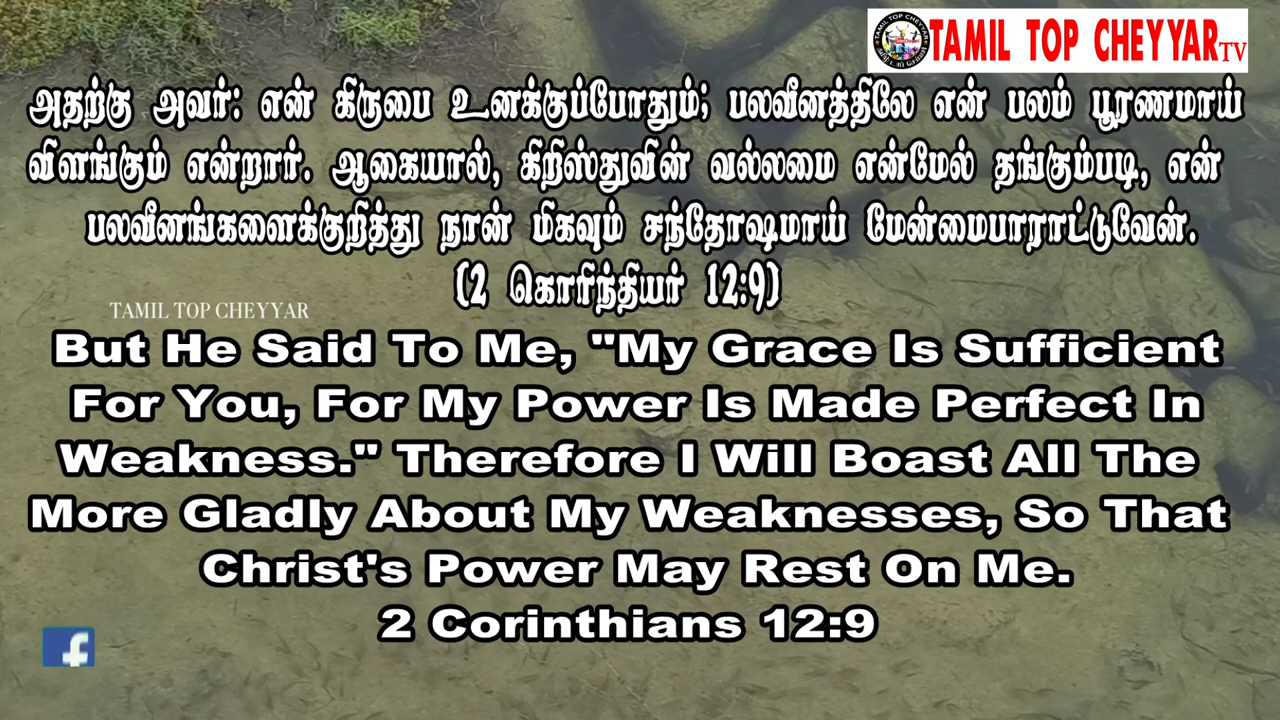 TAMIL TOP CHEYYAR TV
அதற்கு அவர்: என் கிருபை உனக்குப்போதும்; பலவீனத்திலே என் பலம் பூரணமாய்
விளங்கும் என்றார். ஆகையால், கிறிஸ்துவின் வல்லமை என்மேல் தங்கும்படி, என்
பலவீனங்களைக்குறித்து நான் மிகவும் சந்தோஷமாய் மேன்மைபாராட்டுவேன்.
(2 கொரிந்தியர் 12:9)
TAMIL TOP CHEYYAR
But He Said To Me, "My Grace Is Sufficient
For You, For My Power Is Made Perfect In
Weakness." Therefore I Will Boast All The
More Gladly About My Weaknesses, So That
Christ's Power May Rest On Me.
2 Corinthians 12:9
f